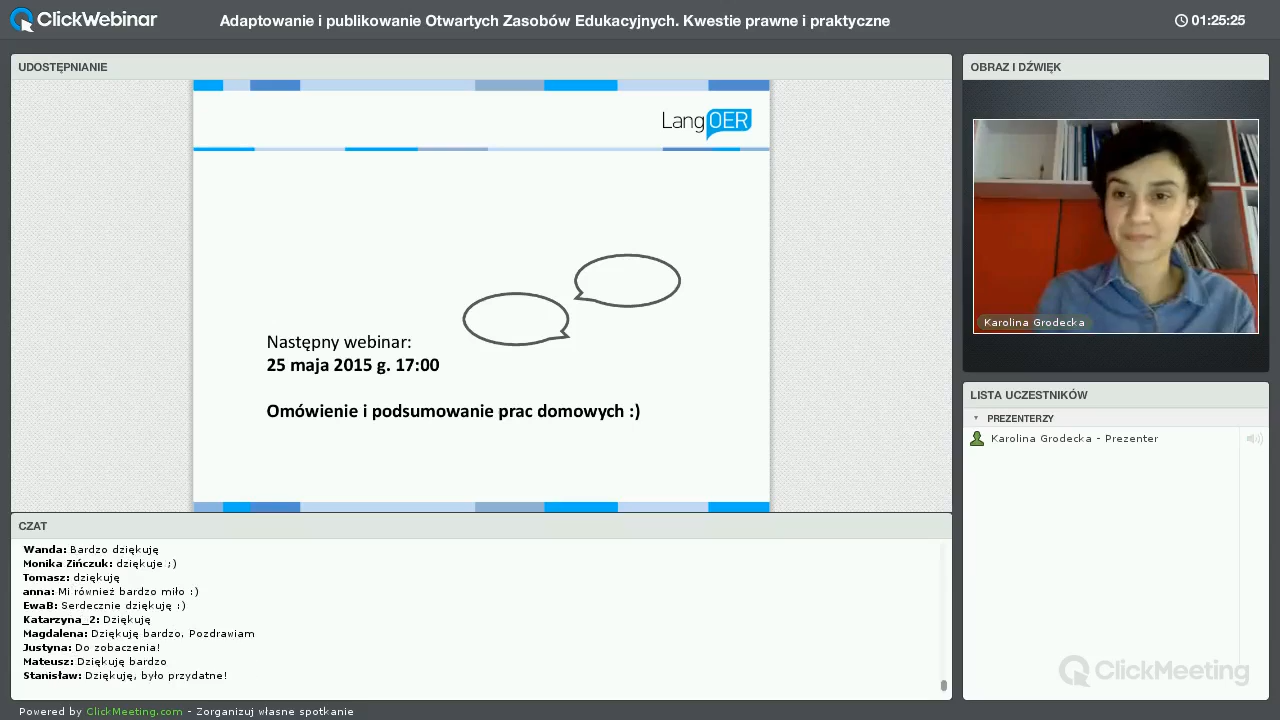 ClickWebinar
Adaptowanie i publikowanie Otwartych Zasobów Edukacyjnych. Kwestie prawne i praktyczne
01:25:25
UDOSTĘPNIANIE
LangOER
Następny webinar:
25 maja 2015 g. 17:00
Omówienie i podsumowanie prac domowych :)
CZAT
Wanda: Bardzo dziękuję
Monika Zińczuk: dziękuje ;)
Tomasz: dziękuję
anna: Mi również bardzo miło :)
EwaB: Serdecznie dziękuję :)
Katarzyna_2: Dziękuję
Magdalena: Dziękuję bardzo. Pozdrawiam
Justyna: Do zobaczenia!
Mateusz: Dziękuję bardzo
Stanisław: Dziękuję, było przydatne!
OBRAZ I DŹWIĘK
Karolina Grodecka
LISTA UCZESTNIKÓW
PREZENTERZY
Karolina Grodecka - Prezenter
ClickMeeting
Powered by ClickMeeting.com - Zorganizuj własne spotkanie